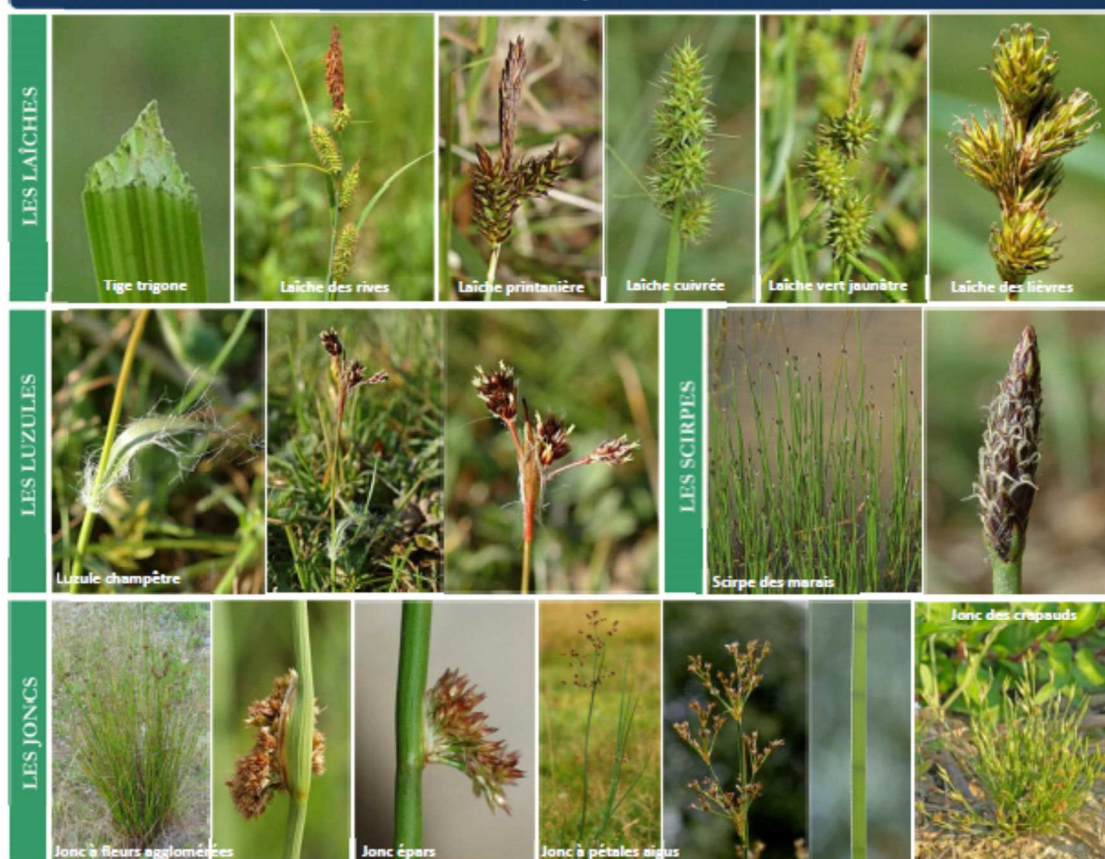 LES LAÎCHES
Tige trigone
Laîche des rives
Laîche printanière
Laîche cuivrée
Laîche vert jaunâtre
Laîche des lièvres
LES LUZULES
Luzule champêtre
LES SCIRPES
Scirpe des marais
LES JONCS
Jonc à fleurs agglomérées
Jonc épars
Jonc à pétales aigus
Jonc des crapauds